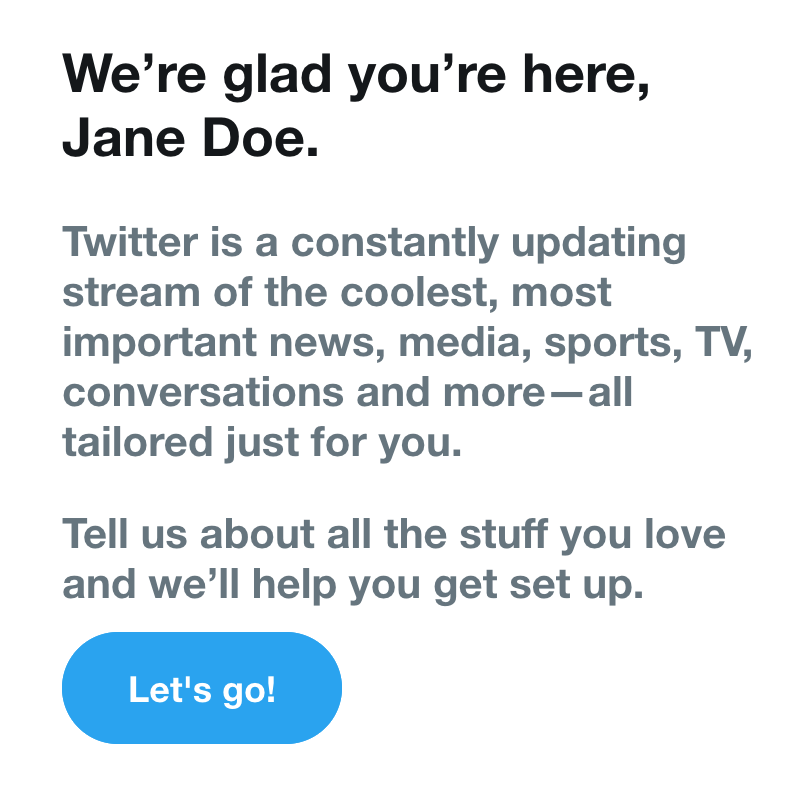 We’re glad you’re here,
Jane Doe.
Twitter is a constantly updating
stream of the coolest, most
important news, media, sports, TV,
conversations and more—all
tailored just for you.
Tell us about all the stuff you love
and we’ll help you get set up.
Let's go!